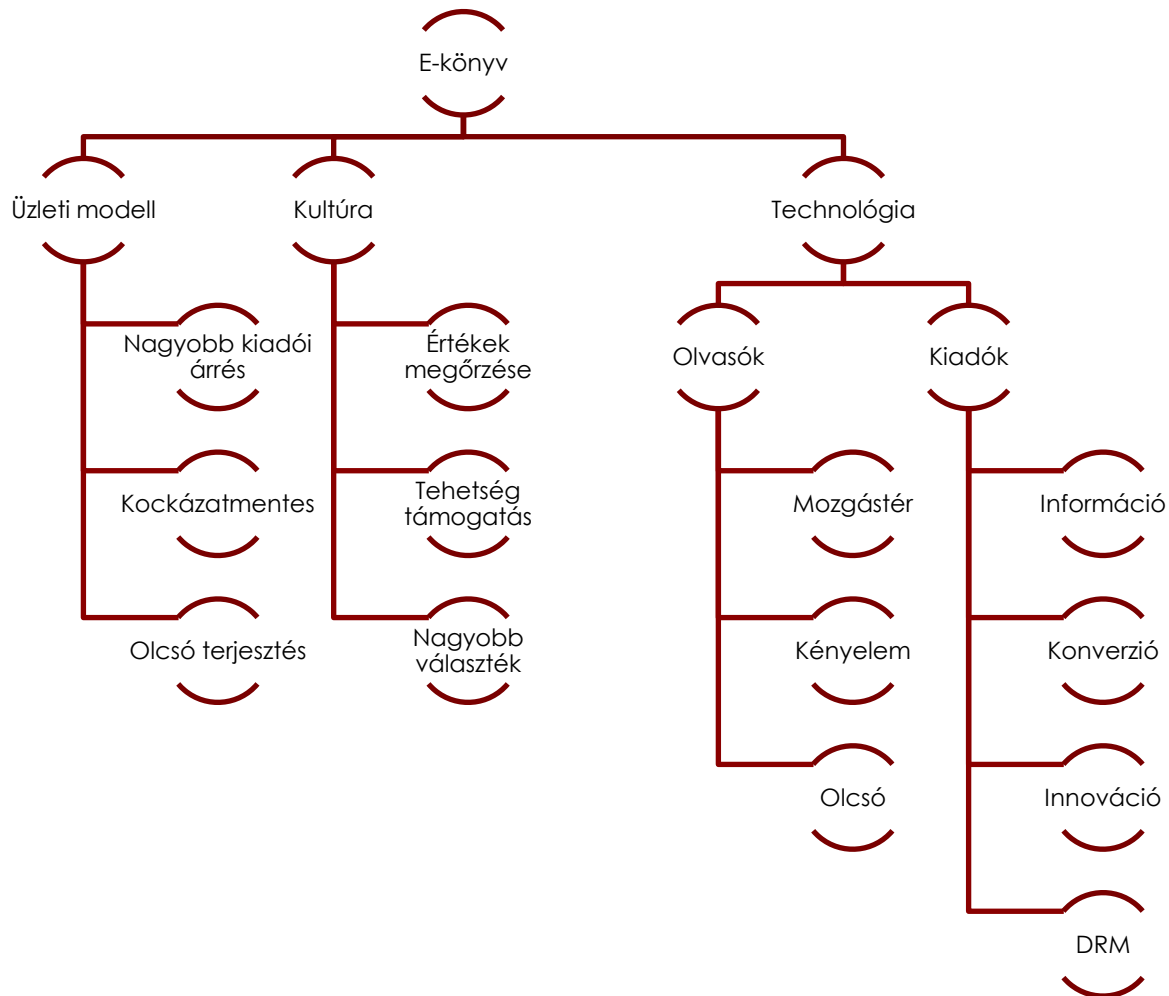 E-könyv
Üzleti modell
Kultúra
Technológia
Nagyobb kiadói
árrés
Kockázatmentes
Olcsó terjesztés
Értékek
megőrzése
Tehetség
támogatás
Nagyobb
választék
Olvasók
Kiadók
Mozgástér
Kényelem
Olcsó
Információ
Konverzió
Innováció
DRM